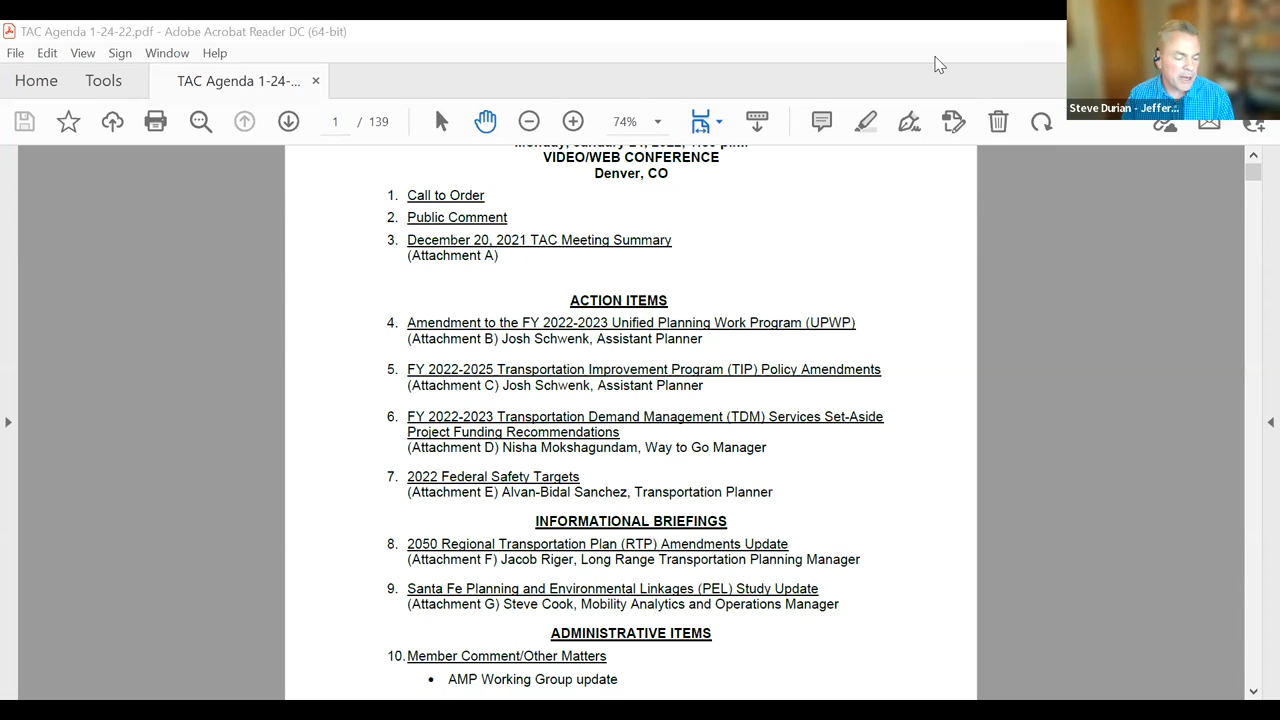 TAC Agenda 1-24-22.pdf - Adobe Acrobat Reader DC (64-bit)
File Edit View Sign Window Help
Home Tools TAC Agenda 1-24-... ×
1 / 139 74%
Steve Durian - Jeffer...
Monday, January 24, 2022, 1:30 p.m.
VIDEO/WEB CONFERENCE
Denver, CO
1. Call to Order
2. Public Comment
3. December 20, 2021 TAC Meeting Summary
(Attachment A)
ACTION ITEMS
4. Amendment to the FY 2022-2023 Unified Planning Work Program (UPWP)
(Attachment B) Josh Schwenk, Assistant Planner
5. FY 2022-2025 Transportation Improvement Program (TIP) Policy Amendments
(Attachment C) Josh Schwenk, Assistant Planner
6. FY 2022-2023 Transportation Demand Management (TDM) Services Set-Aside
Project Funding Recommendations
(Attachment D) Nisha Mokshagundam, Way to Go Manager
7. 2022 Federal Safety Targets
(Attachment E) Alvan-Bidal Sanchez, Transportation Planner
INFORMATIONAL BRIEFINGS
8. 2050 Regional Transportation Plan (RTP) Amendments Update
(Attachment F) Jacob Riger, Long Range Transportation Planning Manager
9. Santa Fe Planning and Environmental Linkages (PEL) Study Update
(Attachment G) Steve Cook, Mobility Analytics and Operations Manager
ADMINISTRATIVE ITEMS
10. Member Comment/Other Matters
• AMP Working Group update